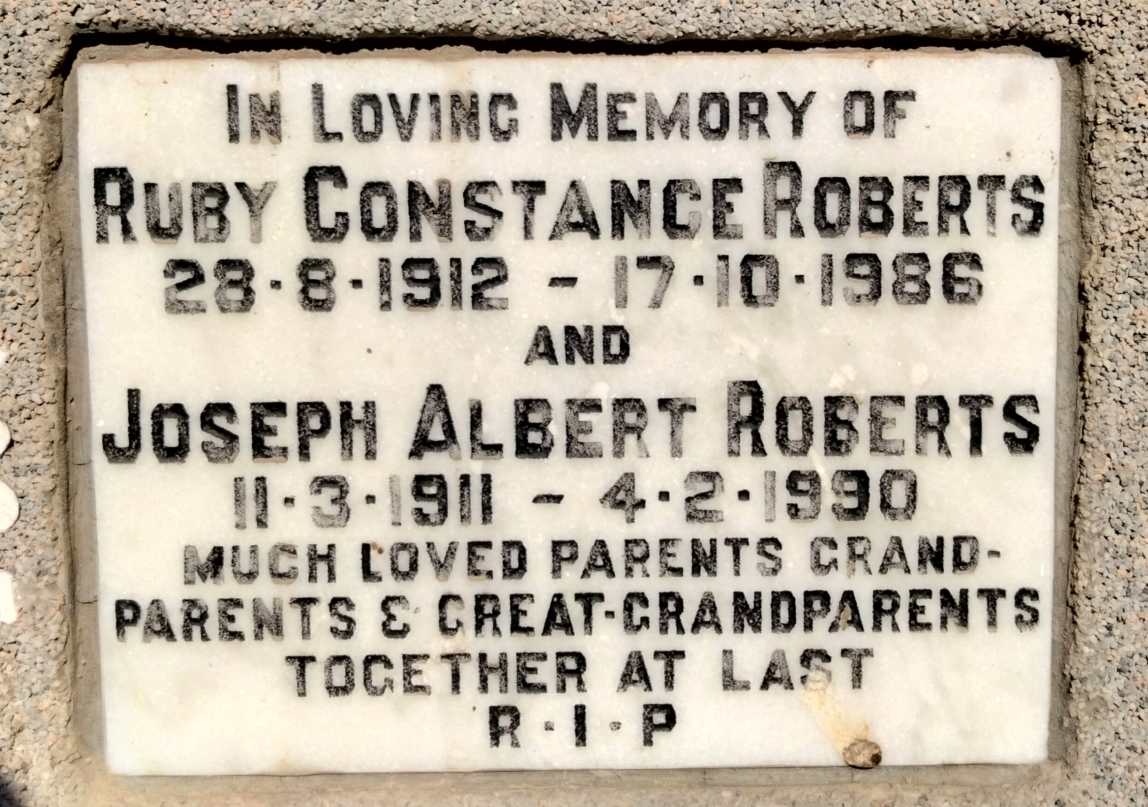 IN LOVING MEMORY OF
RUBY CONSTANCE ROBERTS
28·8·1912 - 17·10·1986
AND
JOSEPH ALBERT ROBERTS
11·3·1911 - 4·2·1990
MUCH LOVED PARENTS GRAND-
PARENTS & GREAT-GRANDPARENTS
TOGETHER AT LAST
R·I·P